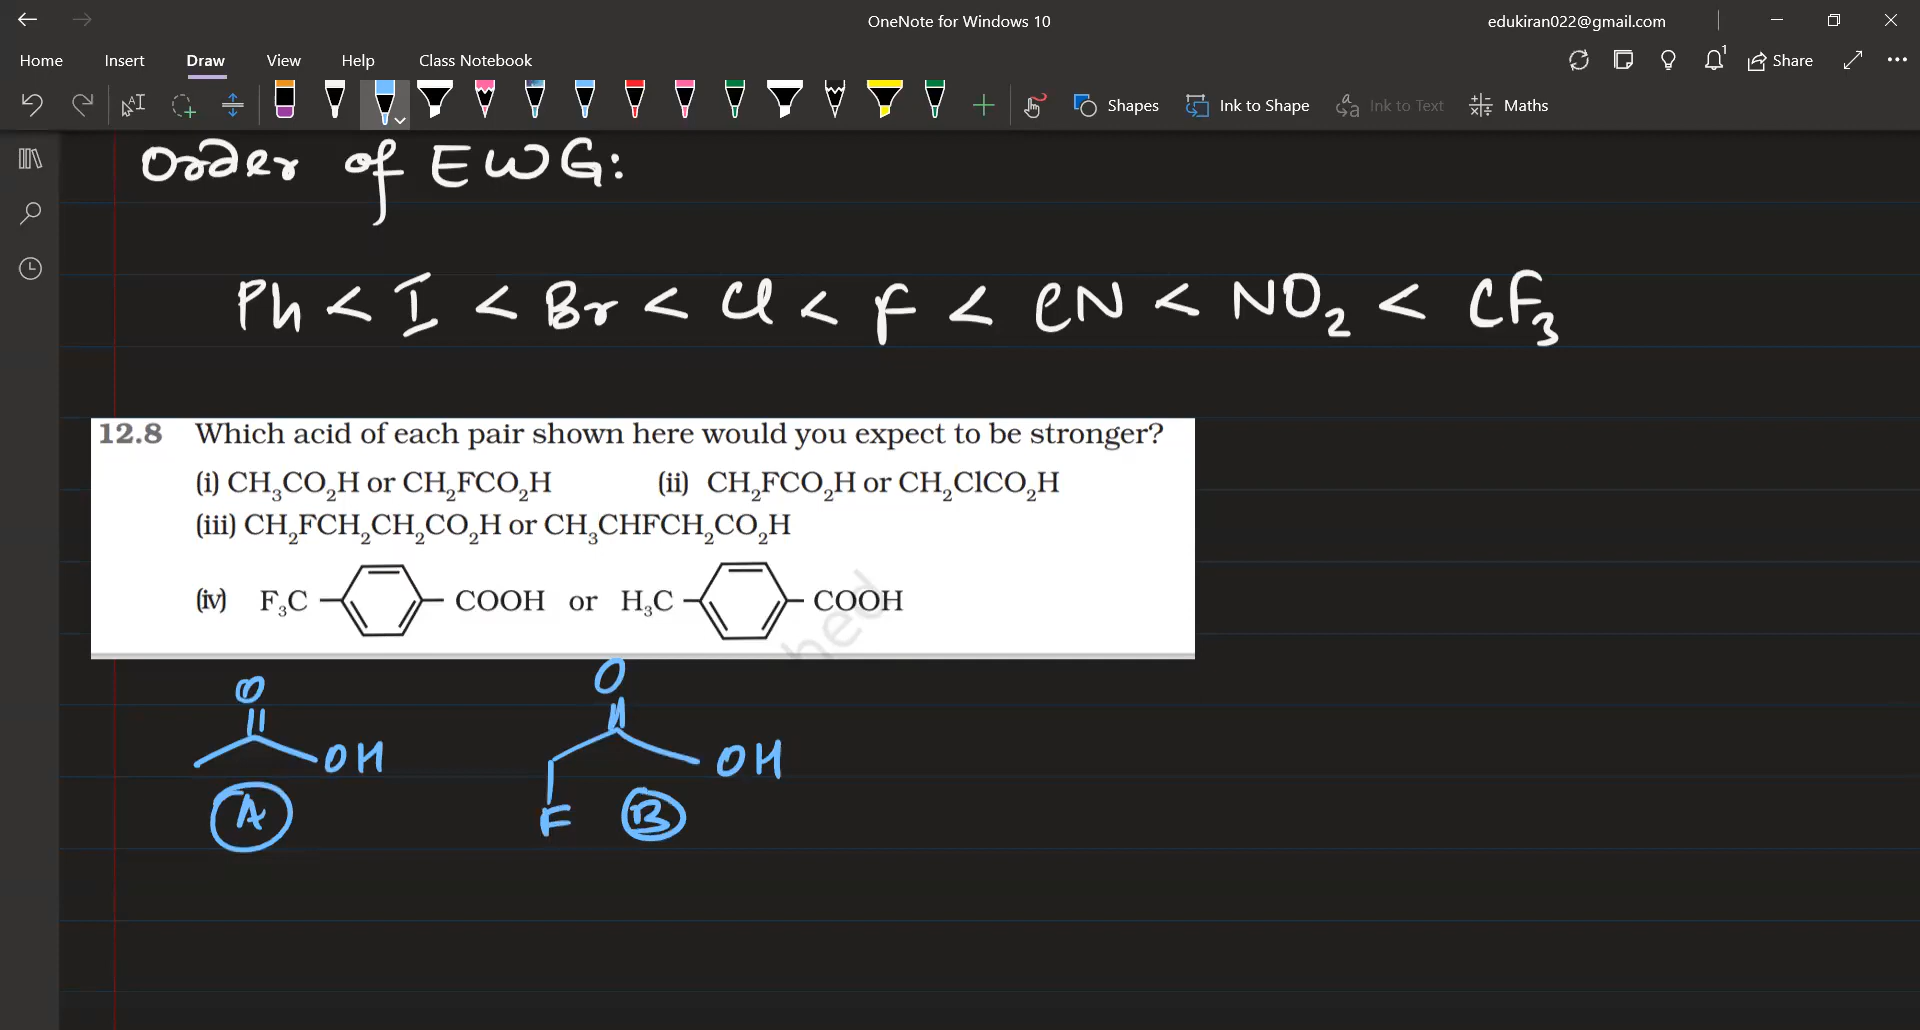 OneNote for Windows 10
edukiran022@gmail.com
Home Insert Draw View Help Class Notebook
1 Share
Shapes Ink to Shape Ink to Text Maths
Order of EWG:
Ph < I < Br < Cl < F < CN < NO₂ < CF₃
12.8 Which acid of each pair shown here would you expect to be stronger?
(i) CH₃CO₂H or CH₂FCO₂H (ii) CH₂FCO₂H or CH₂ClCO₂H
(iii) CH₂FCH₂CH₂CO₂H or CH₃CHFCH₂CO₂H
(iv) F₃C COOH or H₃C COOH
hed
O O
OH OH
A F B